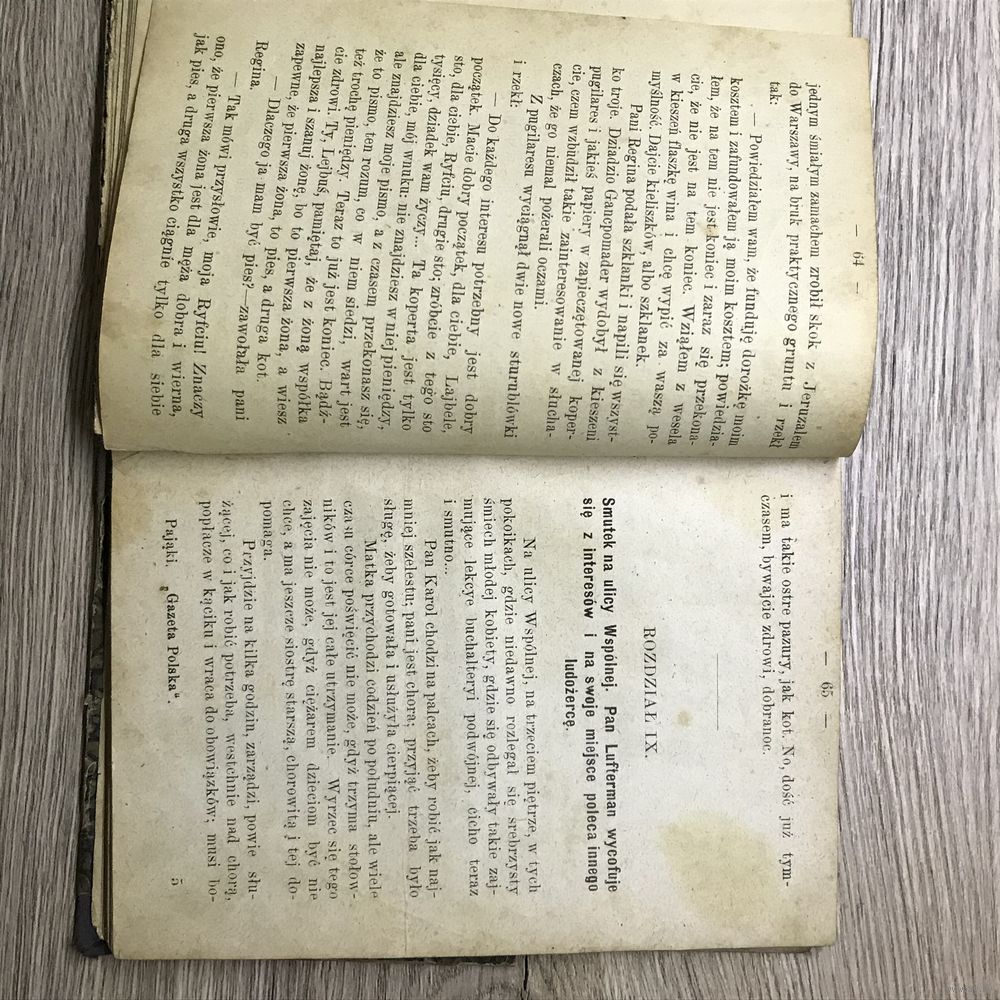 — 64 —
jednym śmiałym zamachem zrobił skok z Jeruzalem
do Warszawy, na bruk praktycznego gruntu i rzekł
tak:
— Powiedziałem wam, że funduję dorożkę moim
kosztem i zafundowałem ją moim kosztem; powiedzia-
łem, że na tem nie jest koniec i zaraz się przekona-
cie, że nie jest na tem koniec. Wziąłem z wesela
w kieszeń flaszkę wina i chcę wypić za waszą po-
myślność. Dajcie kieliszków, albo szklanek.
Pani Regina podała szklanki i napili się wszyst-
ko troje. Dziadzio Gancpomader wydobył z kieszeni
pugilares i jakieś papiery w zapieczętowanej koper-
cie, czem wzbudził takie zainteresowanie w słucha-
czach, że go niemal pożerali oczami.
Z pugilaresu wyciągnął dwie nowe sturublówki
i rzekł:
— Do każdego interesu potrzebny jest dobry
początek. Macie dobry początek, dla ciebie, Lajbele,
sto, dla ciebie, Ryfciu, drugie sto; zróbcie z tego sto
tysięcy, dziadek wam życzy... Ta koperta jest tylko
dla ciebie, mój wnuku: nie znajdziesz w niej pieniędzy,
ale znajdziesz moje pismo, a z czasem przekonasz się,
że to pismo, ten rozum, co w niem siedzi, wart jest
też trochę pieniędzy. Teraz to już jest koniec. Bądź-
cie zdrowi. Ty, Lejbuś, pamiętaj, że z żoną współka
najlepsza i szanuj żonę, bo to pierwsza żona, a wiesz
zapewne, że pierwsza żona, to pies, a druga kot.
— Dlaczego ja mam być pies?—zawołała pani
Regina.
— Tak mówi przysłowie, moja Ryfciu! Znaczy
ono, że pierwsza żona jest dla męża dobra i wierna,
jak pies, a druga wszysko ciągnie tylko dla siebie
— 65 —
i ma takie ostre pazury, jak kot. No, dość już tym-
czasem, bywajcie zdrowi, dobranoc.
ROZDZIAŁ IX.
Smutek na ulicy Wspólnej. Pan Lufterman wycofuje
się z interesów i na swoje miejsce poleca innego
ludożercę.
Na ulicy Wspólnej, na trzeciem piętrze, w tych
pokoikach, gdzie niedawno rozlegał się srebrzysty
śmiech młodej kobiety, gdzie się odbywały takie zaj-
mujące lekcye buchalteryi podwójnej, cicho teraz
i smutno...
Pan Karol chodzi na palcach, żeby robić jak naj-
mniej szelestu; pani jest chora; przyjąć trzeba było
sługę, żeby gotowała i usłużyła cierpiącej.
Matka przychodzi codzień po południu, ale wiele
czasu córce poświęcić nie może, gdyż trzyma stołow-
ników i to jest jej całe utrzymanie. Wyrzec się tego
zajęcia nie może, gdyż ciężarem dzieciom być nie
chce, a ma jeszcze siostrę starszą, chorowitą i tej do-
pomaga.
Przyjdzie na kilka godzin, zarządzi, powie słu-
żącej, co i jak robić potrzeba, westchnie nad chorą,
popłacze w kąciku i wraca do obowiązków; musi bo-
Pająki. „Gazeta Polska“. 5